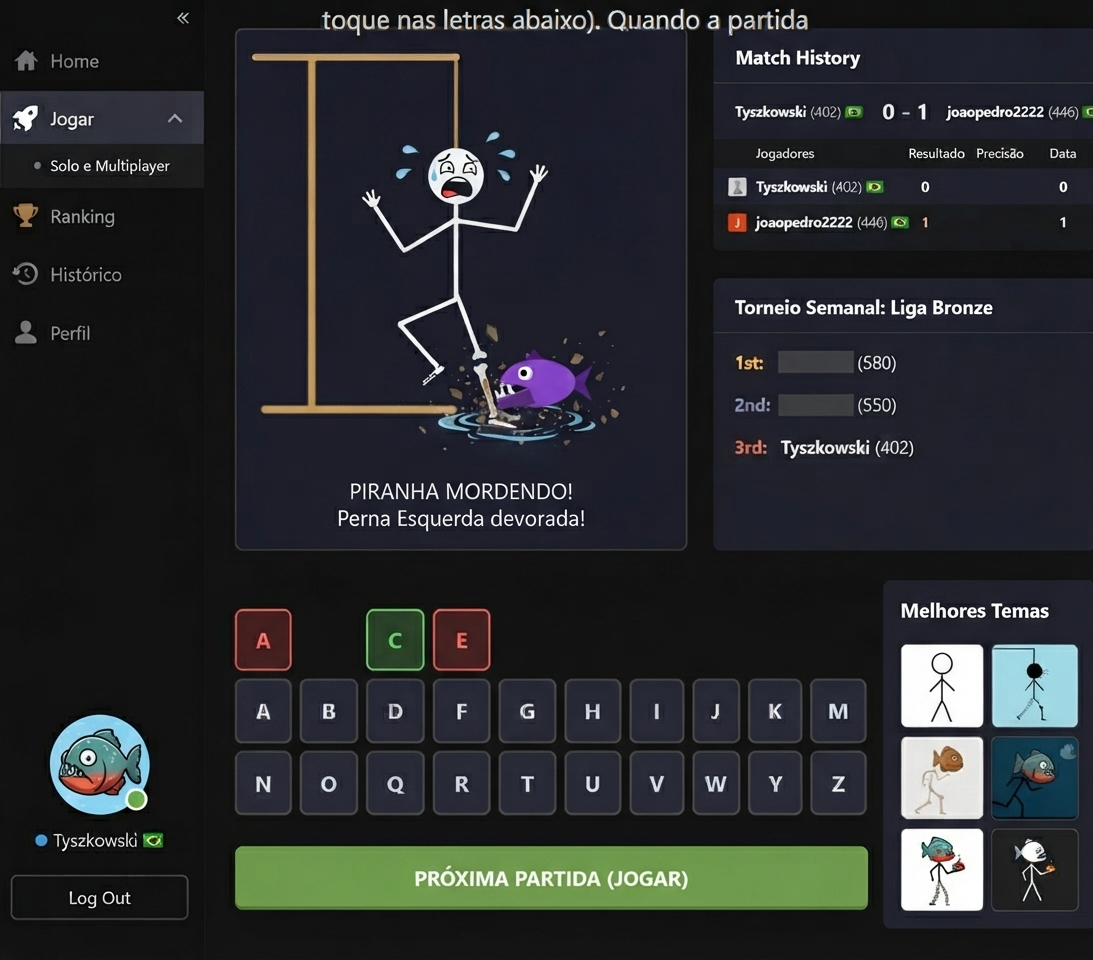 «
toque nas letras abaixo). Quando a partida
Home
Jogar
Solo e Multiplayer
Ranking
Histórico
Perfil
Tyszkowski
Log Out
PIRANHA MORDENDO!
Perna Esquerda devorada!
Match History
Tyszkowski (402) 0 - 1 joaopedro2222 (446)
Jogadores Resultado Precisão Data
Tyszkowski (402) 0 0
J joaopedro2222 (446) 1 1
Torneio Semanal: Liga Bronze
1st: (580)
2nd: (550)
3rd: Tyszkowski (402)
A C E
A B D F G H I J K M
N O Q R T U V W Y Z
PRÓXIMA PARTIDA (JOGAR)
Melhores Temas